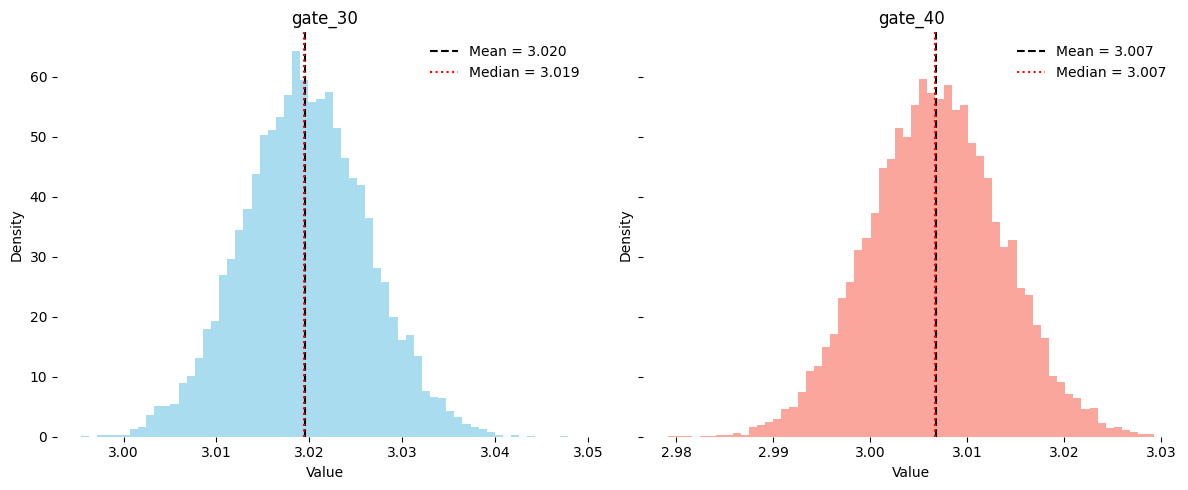 gate_30
Mean = 3.020
Median = 3.019
60
50
40
30
20
10
0
Density
3.00
3.01
3.02
3.03
3.04
3.05
Value
gate_40
Mean = 3.007
Median = 3.007
Density
2.98
2.99
3.00
3.01
3.02
3.03
Value